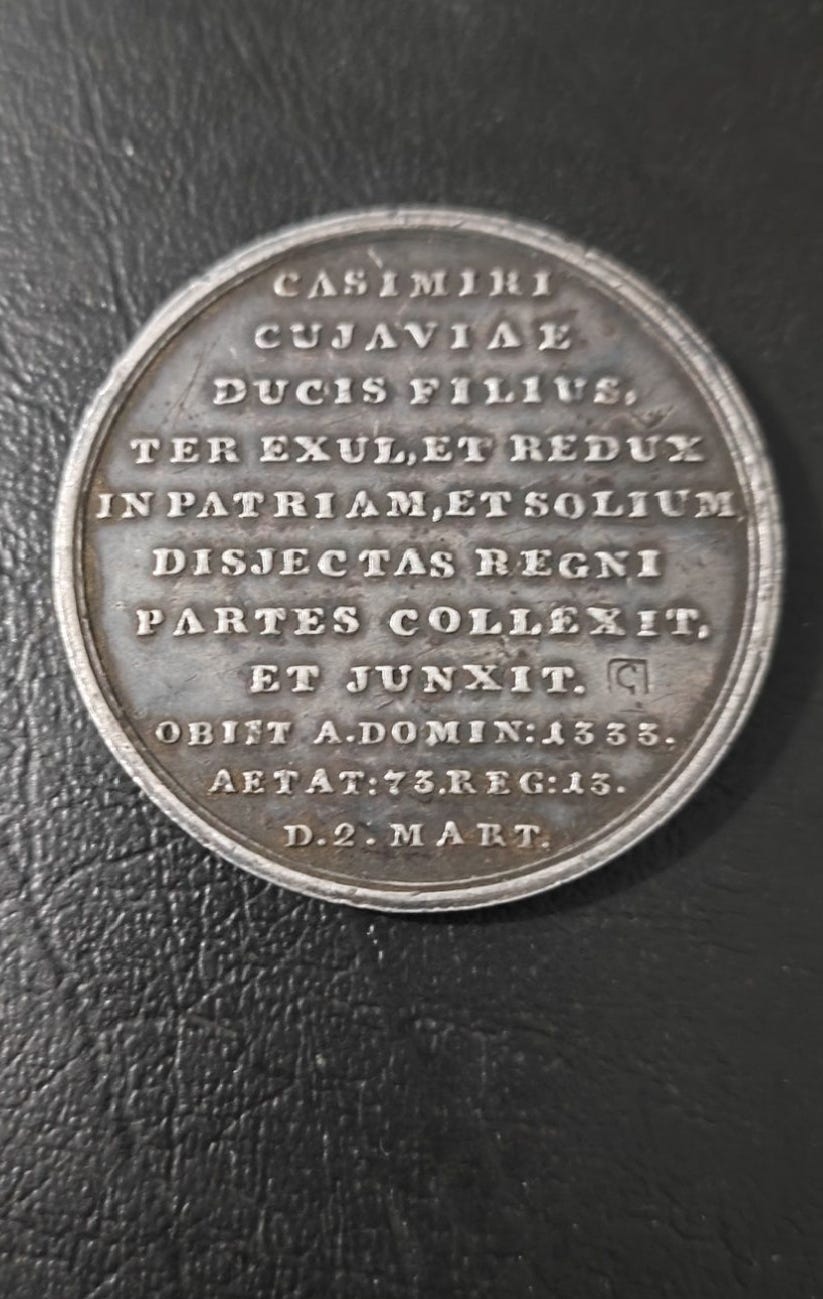 CASIMIRI
CUJAVIAE
DUCIS FILIUS,
TER EXUL, ET REDUX
IN PATRIAM, ET SOLIUM
DISJECTAS REGNI
PARTES COLLEXIT,
ET JUNXIT.
OBIIT A.DOMIN:1333.
AETAT:73.REG:13.
D.2.MART.